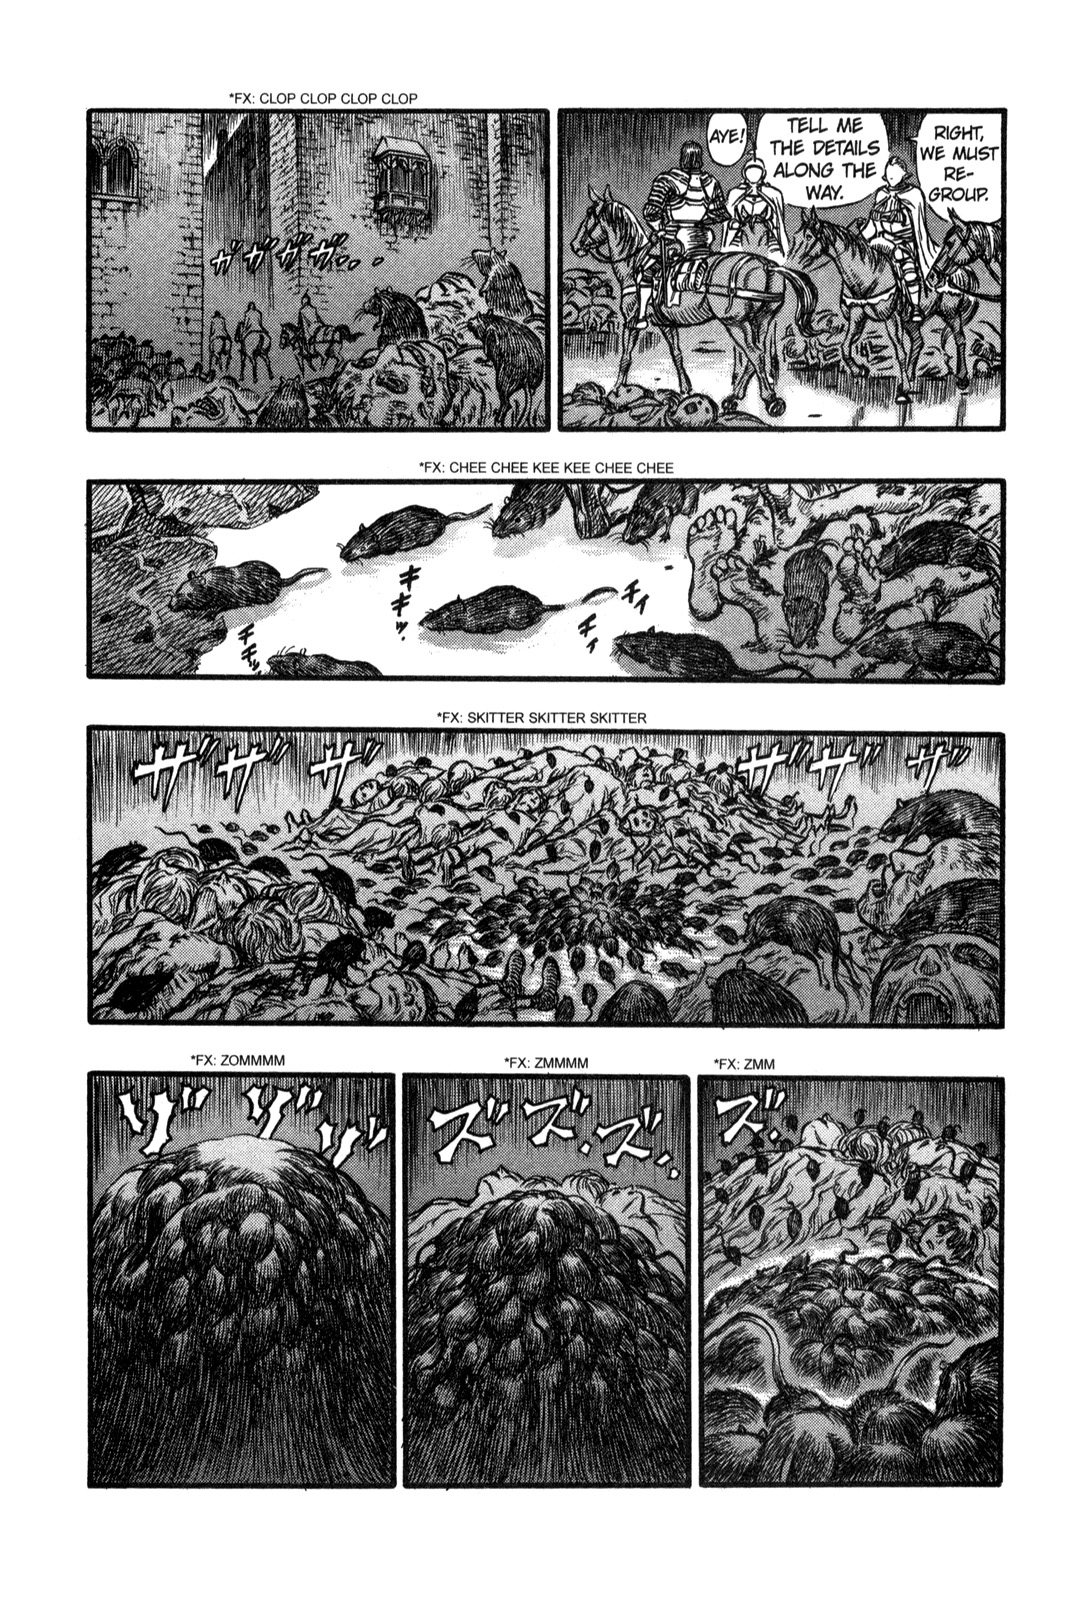 *FX: CLOP CLOP CLOP CLOP
RIGHT,
WE MUST
RE-
GROUP.
TELL ME
THE DETAILS
ALONG THE
WAY.
AYE!
ガガガガ...
*FX: CHEE CHEE KEE KEE CHEE CHEE
チィ
チィ
キキッ
チチッ
*FX: SKITTER SKITTER SKITTER
ザザザ
ザザザ
*FX: ZMM
ズ
*FX: ZMMMM
ズズズ
*FX: ZOMMMM
ゾゾゾ